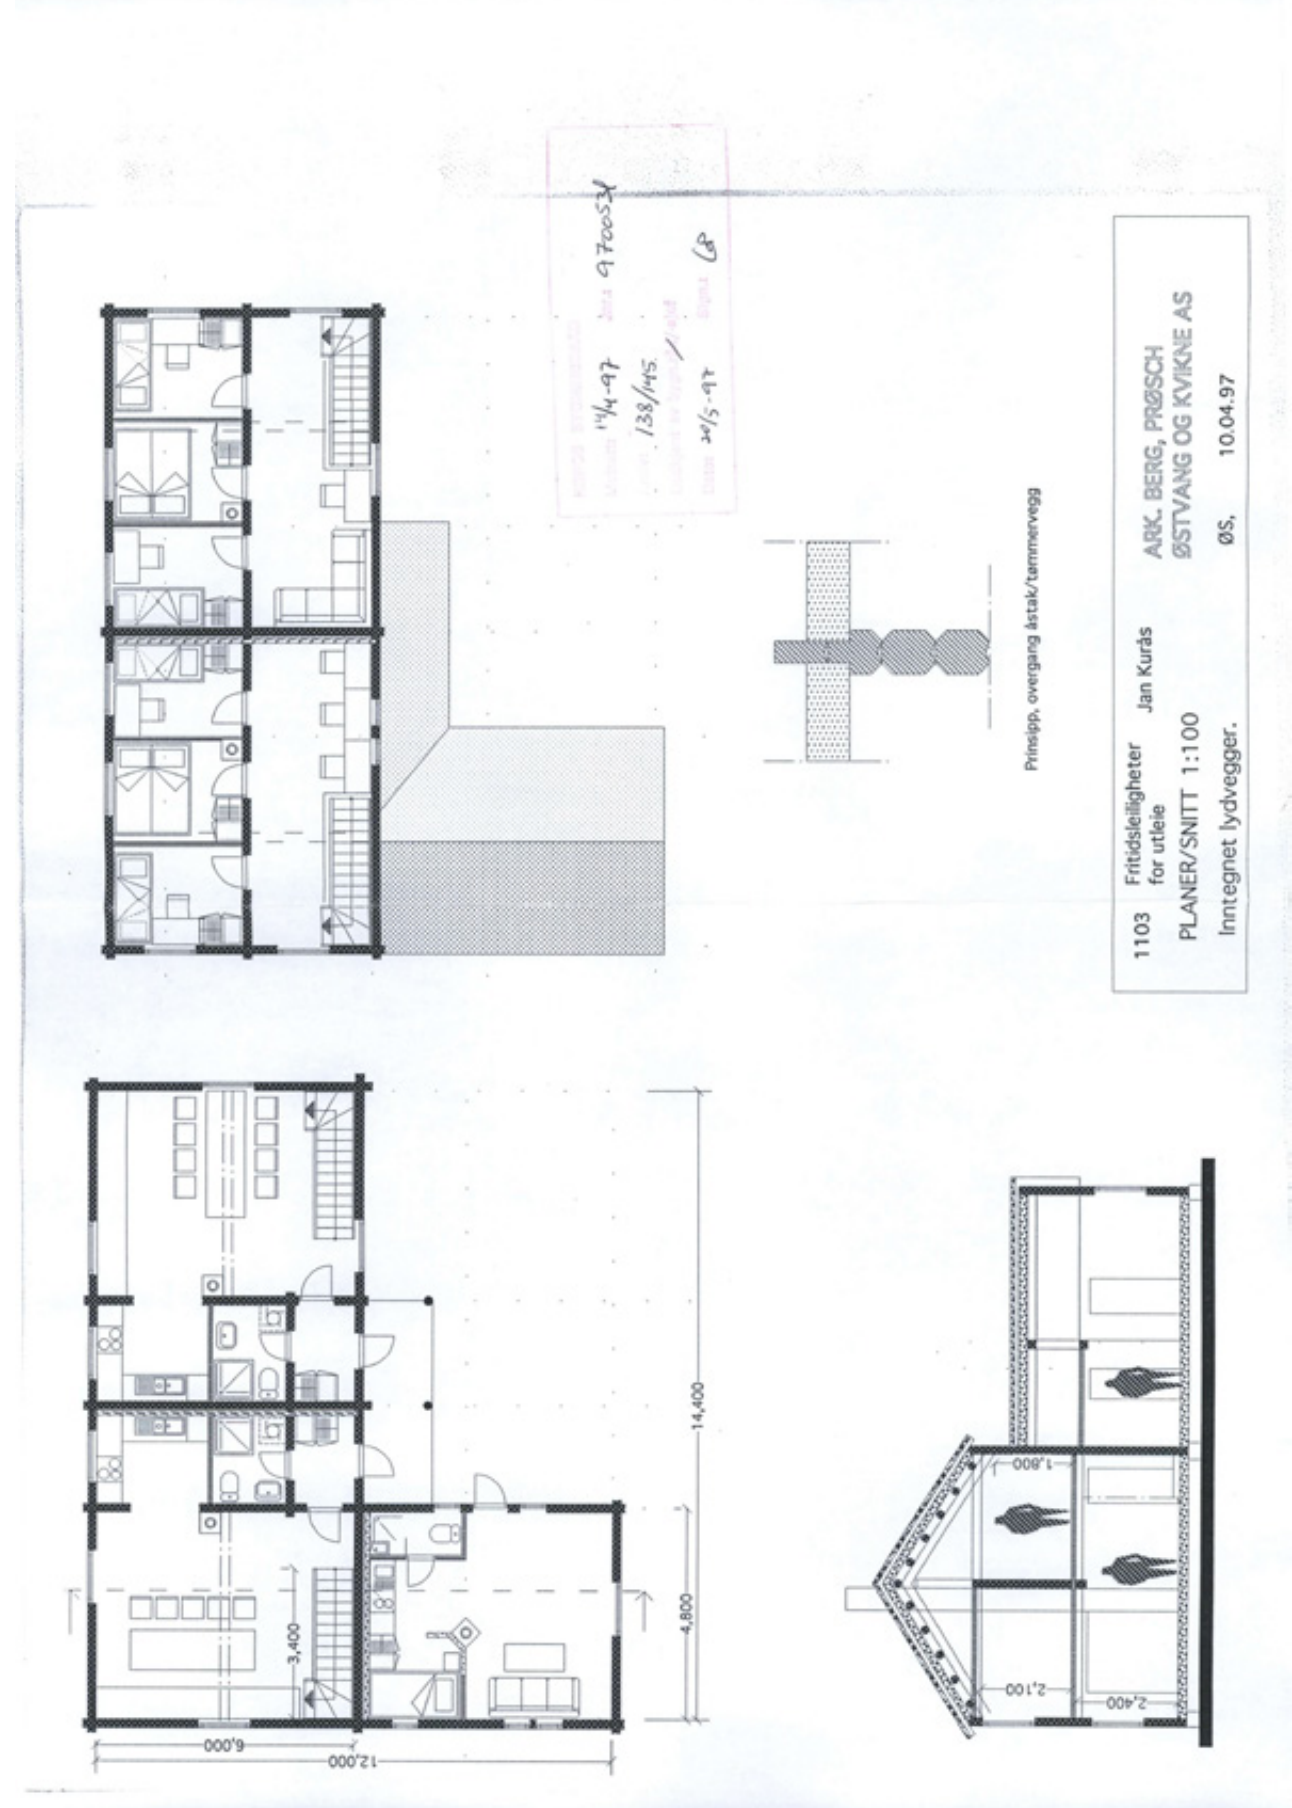 14/4-97
9700531
138/145
20/5-97
Prinsipp, overgang åstak/tømmervegg
1103 Fritidsleiligheter for utleie
Jan Kurås
PLANER/SNITT 1:100
Inntegnet lydvegger.
ARK. BERG, PRØSCH
ØSTVANG OG KVIKNE AS
ØS, 10.04.97
3,400
6,000
12,000
4,800
14,400
1,800
2,100
2,400